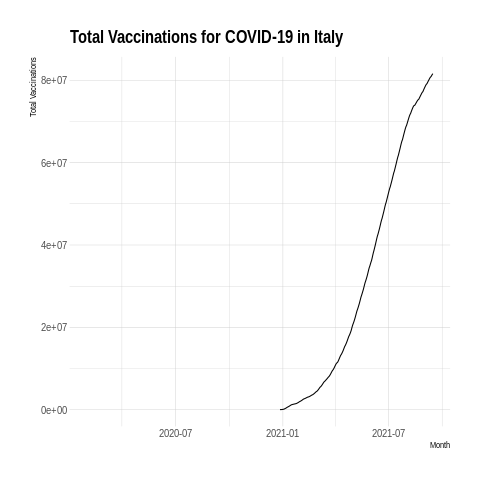 Total Vaccinations for COVID-19 in Italy
Total Vaccinations
8e+07
6e+07
4e+07
2e+07
0e+00
2020-07 2021-01 2021-07
Month